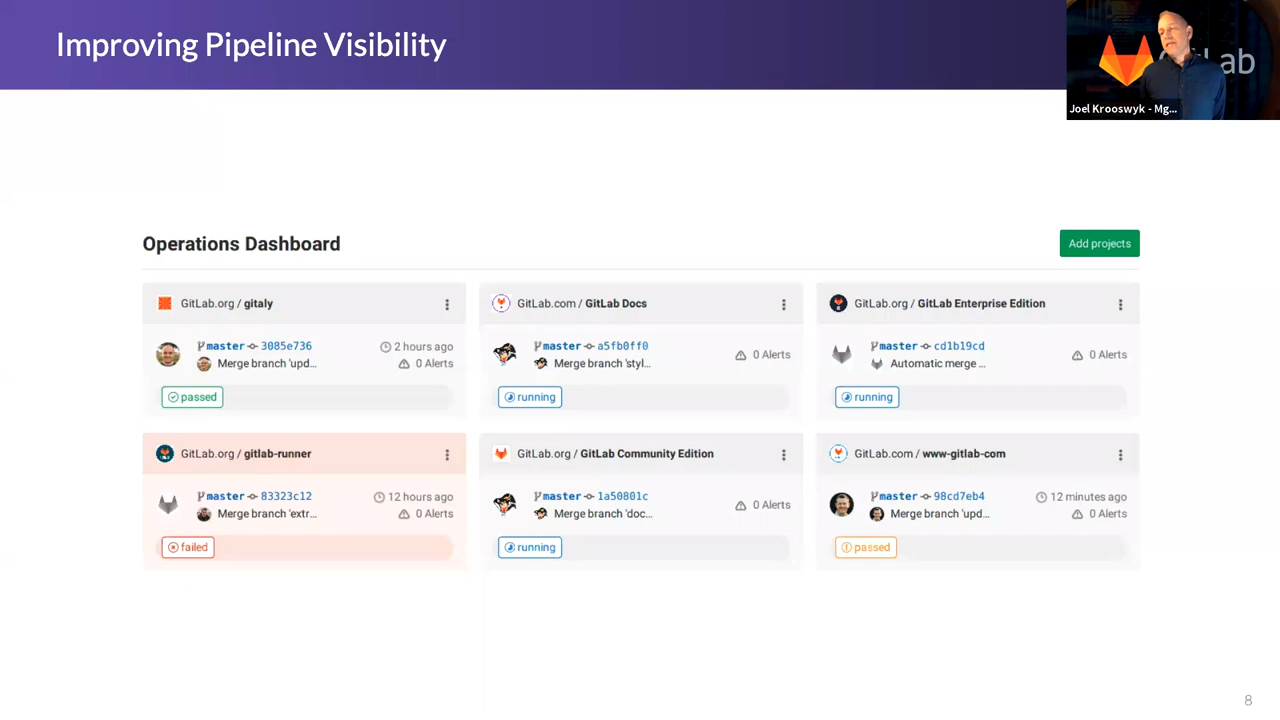 Improving Pipeline Visibility
GitLab
Joel Krooswyk - Mg...
Operations Dashboard
Add projects
GitLab.org / gitaly
master 3085e736
2 hours ago
Merge branch 'upd...
0 Alerts
passed
GitLab.com / GitLab Docs
master a5fb0ff0
Merge branch 'styl...
0 Alerts
running
GitLab.org / GitLab Enterprise Edition
master cd1b19cd
Automatic merge ...
0 Alerts
running
GitLab.org / gitlab-runner
master 83323c12
12 hours ago
Merge branch 'extr...
0 Alerts
failed
GitLab.org / GitLab Community Edition
master 1a50801c
Merge branch 'doc...
0 Alerts
running
GitLab.com / www-gitlab-com
master 98cd7eb4
12 minutes ago
Merge branch 'upd...
0 Alerts
passed
8